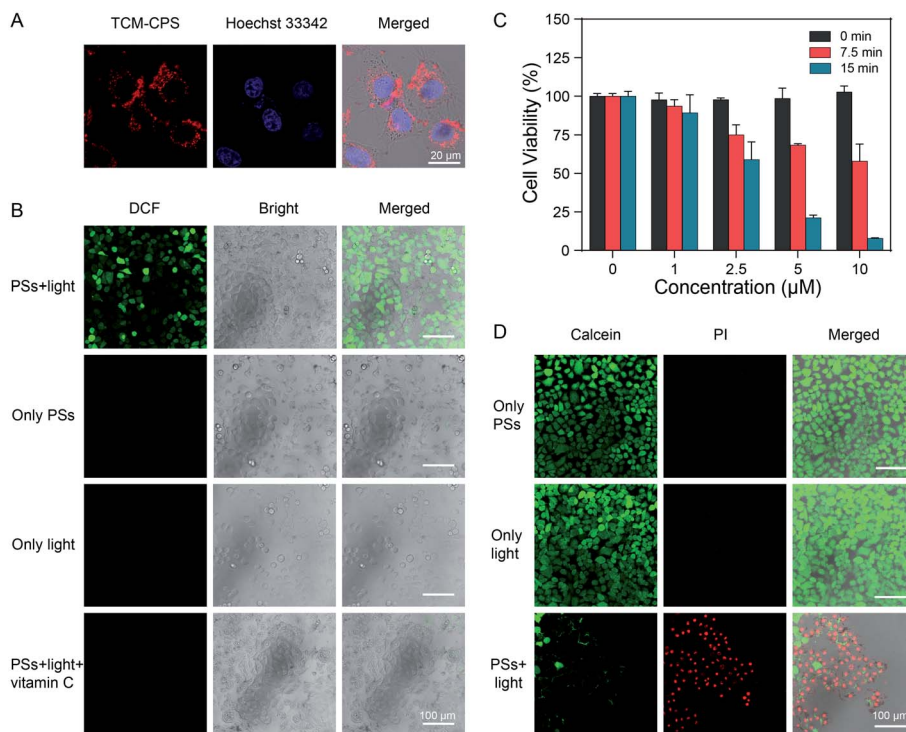 A
TCM-CPS Hoechst 33342 Merged
20 µm
B
DCF Bright Merged
PSs+light
Only PSs
Only light
PSs+light+
vitamin C
100 µm
C
0 min
7.5 min
15 min
Cell Viability (%)
150
125
100
75
50
25
0
0 1 2.5 5 10
Concentration (µM)
D
Calcein PI Merged
Only
PSs
Only
light
PSs+
light
100 µm